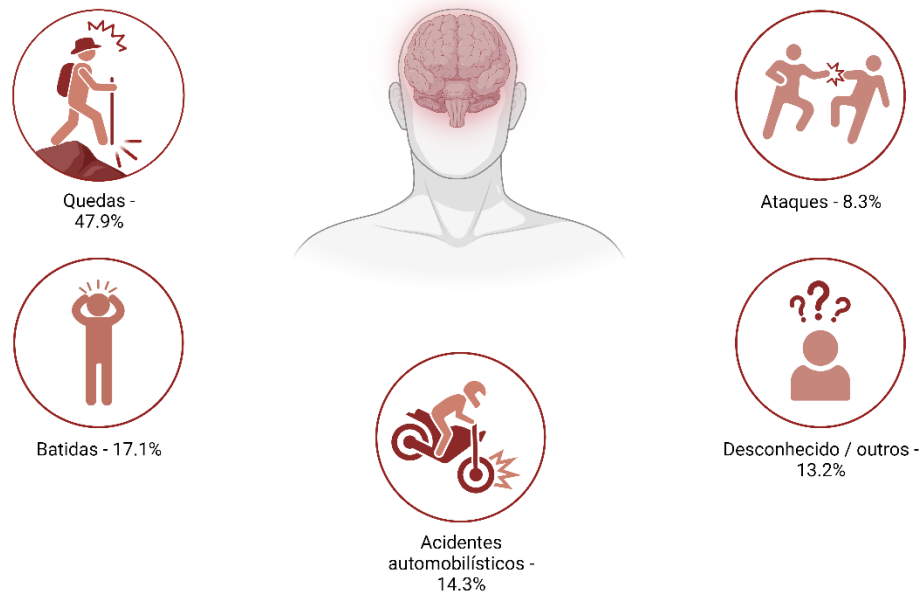 Quedas -
47.9%
Ataques - 8.3%
Batidas - 17.1%
Desconhecido / outros -
13.2%
Acidentes
automobilísticos -
14.3%